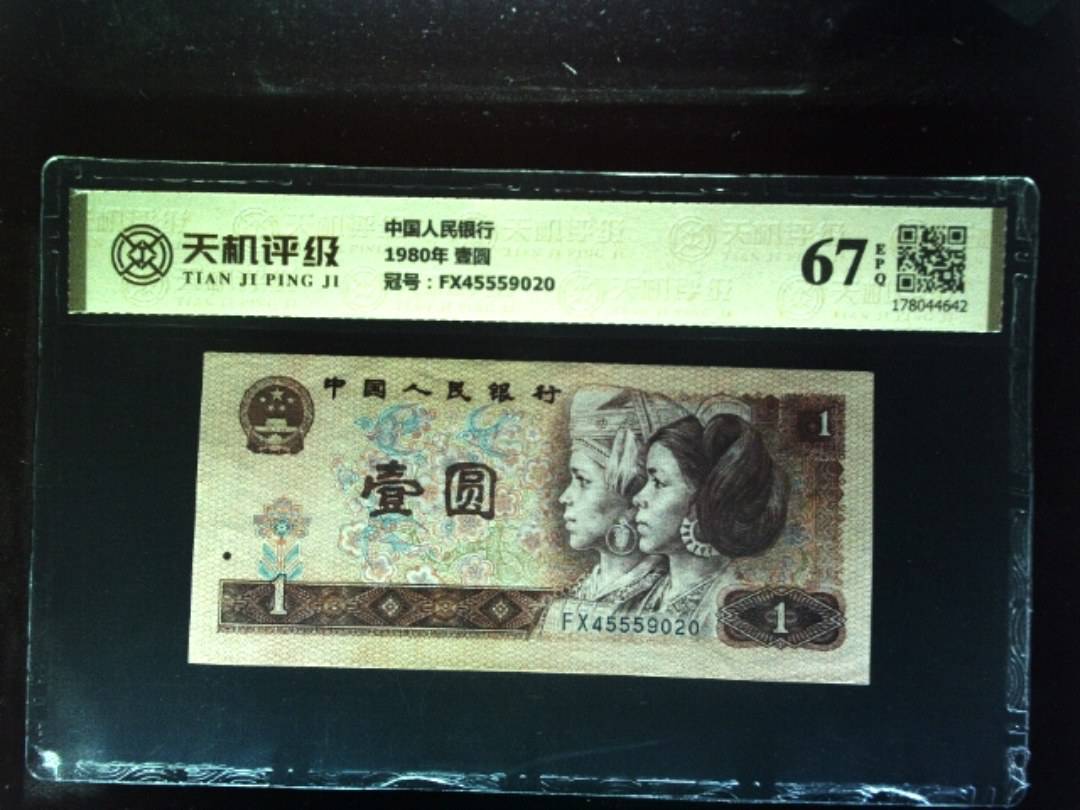 天机评级
TIAN JI PING JI
中国人民银行
1980年 壹圆
冠号：FX45559020
67
EPQ
178044642
中国人民银行
1
壹圆
1
FX45559020
1